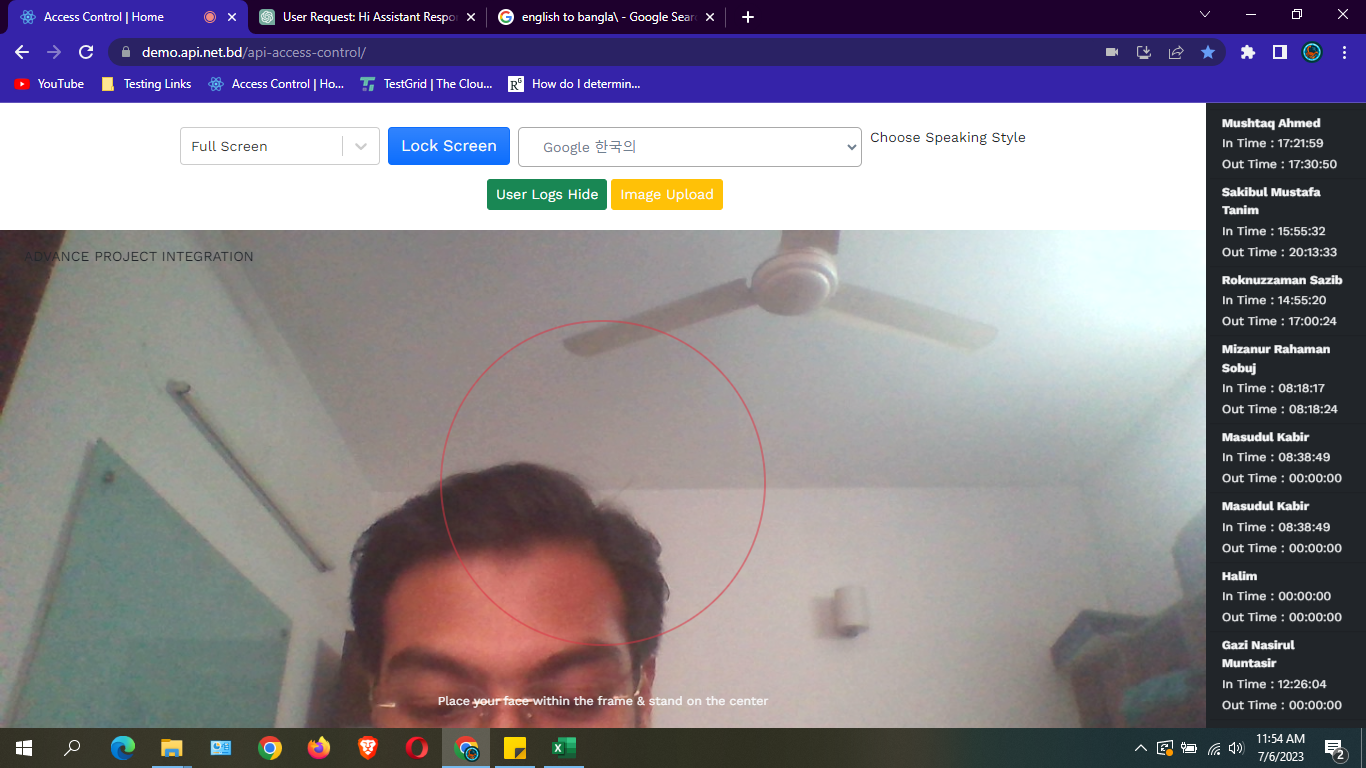 Access Control | Home
User Request: Hi Assistant Respo
english to bangla\ - Google Sear
demo.api.net.bd/api-access-control/
YouTube
Testing Links
Access Control | Ho...
TestGrid | The Clou...
How do I determin...
Full Screen
Lock Screen
Google 한국의
Choose Speaking Style
User Logs Hide
Image Upload
ADVANCE PROJECT INTEGRATION
Place your face within the frame & stand on the center
Mushtaq Ahmed
In Time : 17:21:59
Out Time : 17:30:50
Sakibul Mustafa
Tanim
In Time : 15:55:32
Out Time : 20:13:33
Roknuzzaman Sazib
In Time : 14:55:20
Out Time : 17:00:24
Mizanur Rahaman
Sobuj
In Time : 08:18:17
Out Time : 08:18:24
Masudul Kabir
In Time : 08:38:49
Out Time : 00:00:00
Masudul Kabir
In Time : 08:38:49
Out Time : 00:00:00
Halim
In Time : 00:00:00
Out Time : 00:00:00
Gazi Nasirul
Muntasir
In Time : 12:26:04
Out Time : 00:00:00
11:54 AM
7/6/2023
2